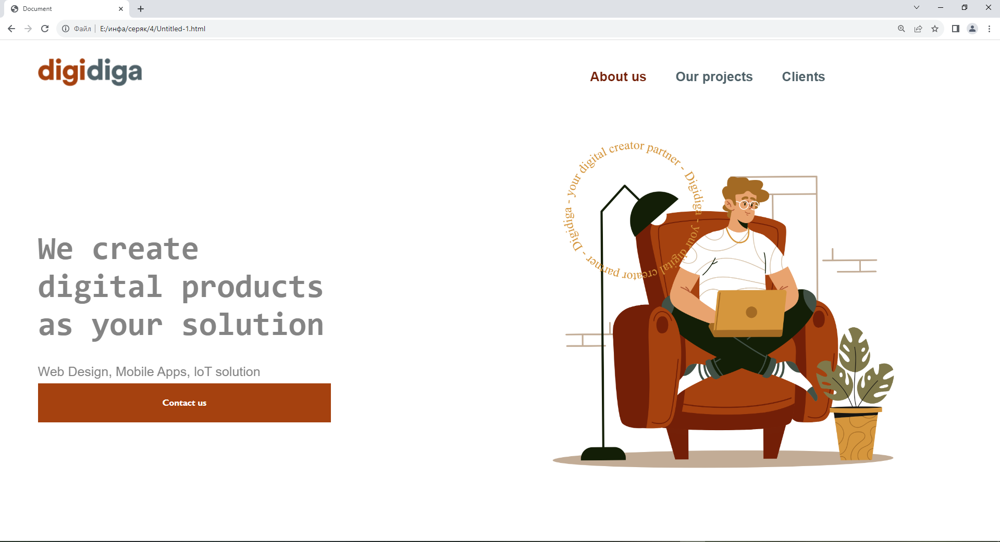 Document
Файл
E:/инфа/серяк/4/Untitled-1.html
digidiga
About us
Our projects
Clients
Digidiga - your digital creator partner - Digidiga - your digital creator partner -
We create
digital products
as your solution
Web Design, Mobile Apps, loT solution
Contact us